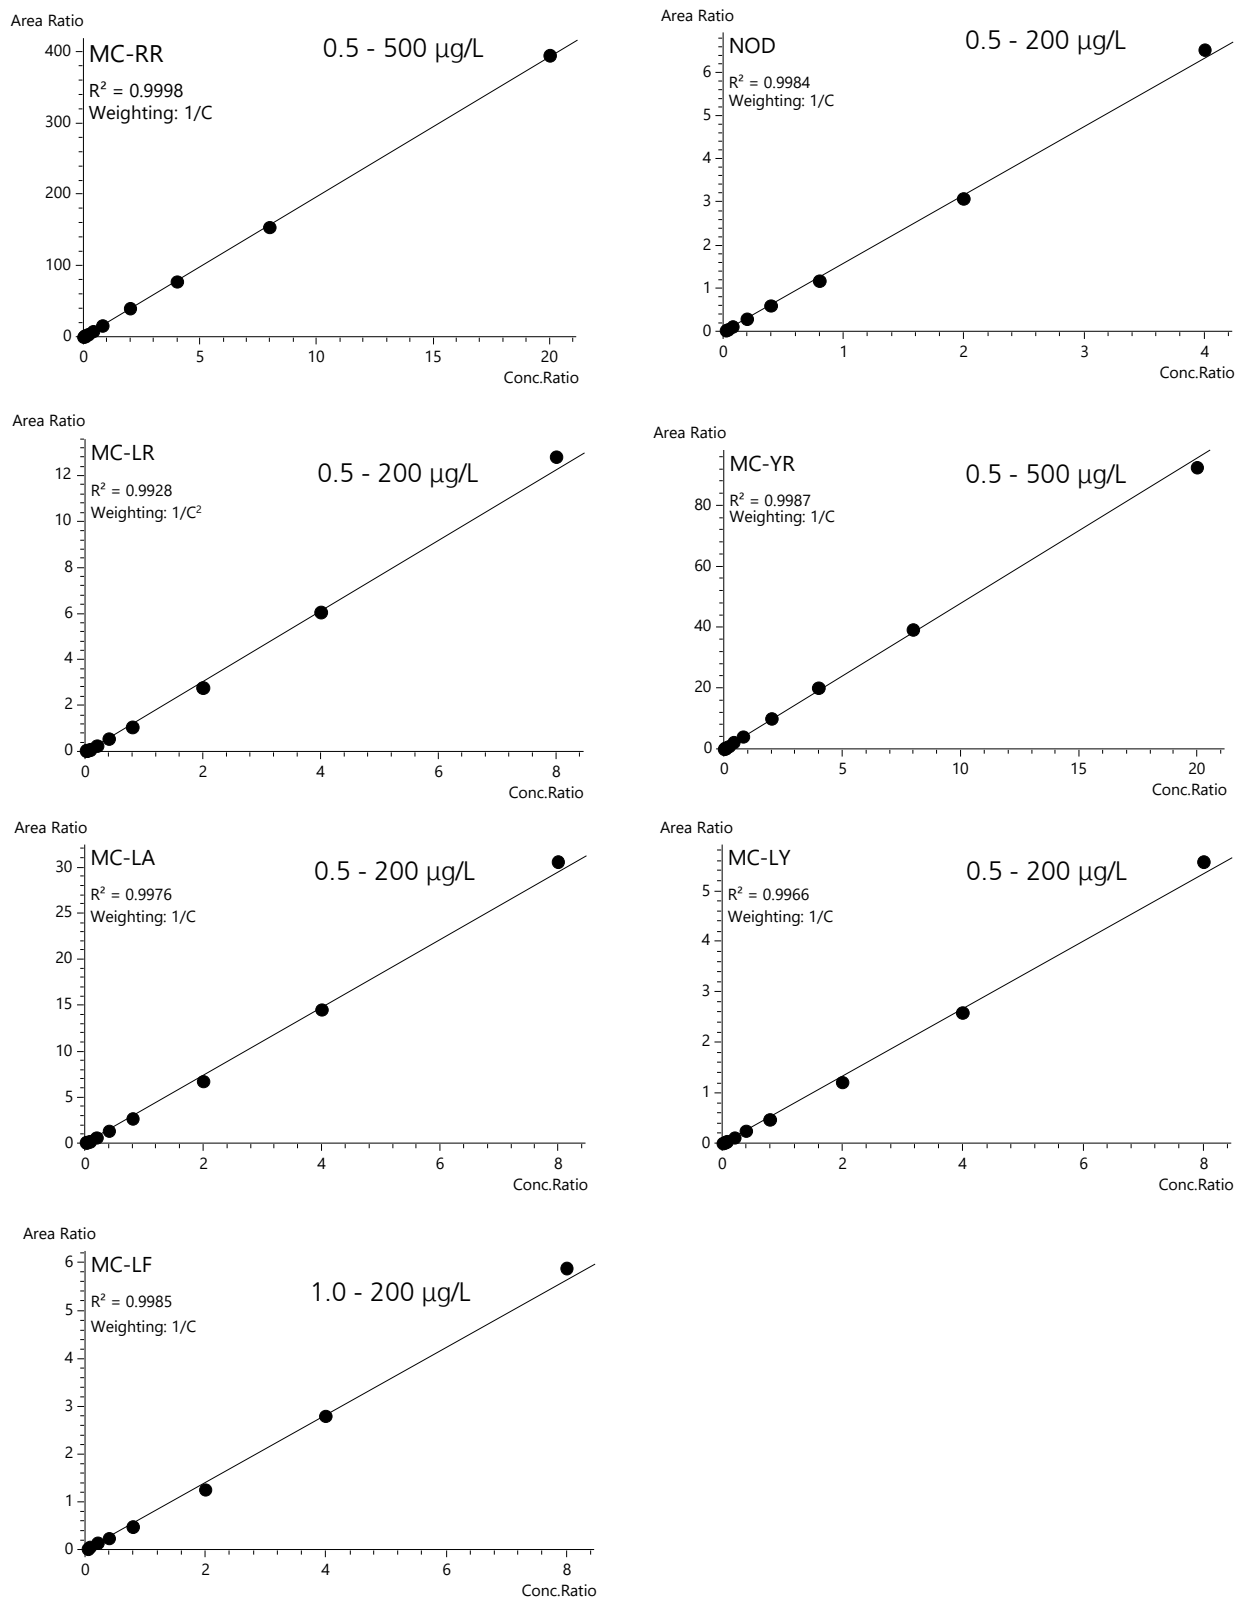 Area Ratio
MC-RR
0.5 - 500 µg/L
R² = 0.9998
Weighting: 1/C
400
300
200
100
0
0 5 10 15 20
Conc.Ratio
Area Ratio
NOD
0.5 - 200 µg/L
R² = 0.9984
Weighting: 1/C
6
5
4
3
2
1
0
0 1 2 3 4
Conc.Ratio
Area Ratio
MC-LR
0.5 - 200 µg/L
R² = 0.9928
Weighting: 1/C²
12
10
8
6
4
2
0
0 2 4 6 8
Conc.Ratio
Area Ratio
MC-YR
0.5 - 500 µg/L
R² = 0.9987
Weighting: 1/C
80
60
40
20
0
0 5 10 15 20
Conc.Ratio
Area Ratio
MC-LA
0.5 - 200 µg/L
R² = 0.9976
Weighting: 1/C
30
25
20
15
10
5
0
0 2 4 6 8
Conc.Ratio
Area Ratio
MC-LY
0.5 - 200 µg/L
R² = 0.9966
Weighting: 1/C
5
4
3
2
1
0
0 2 4 6 8
Conc.Ratio
Area Ratio
MC-LF
1.0 - 200 µg/L
R² = 0.9985
Weighting: 1/C
6
5
4
3
2
1
0
0 2 4 6 8
Conc.Ratio